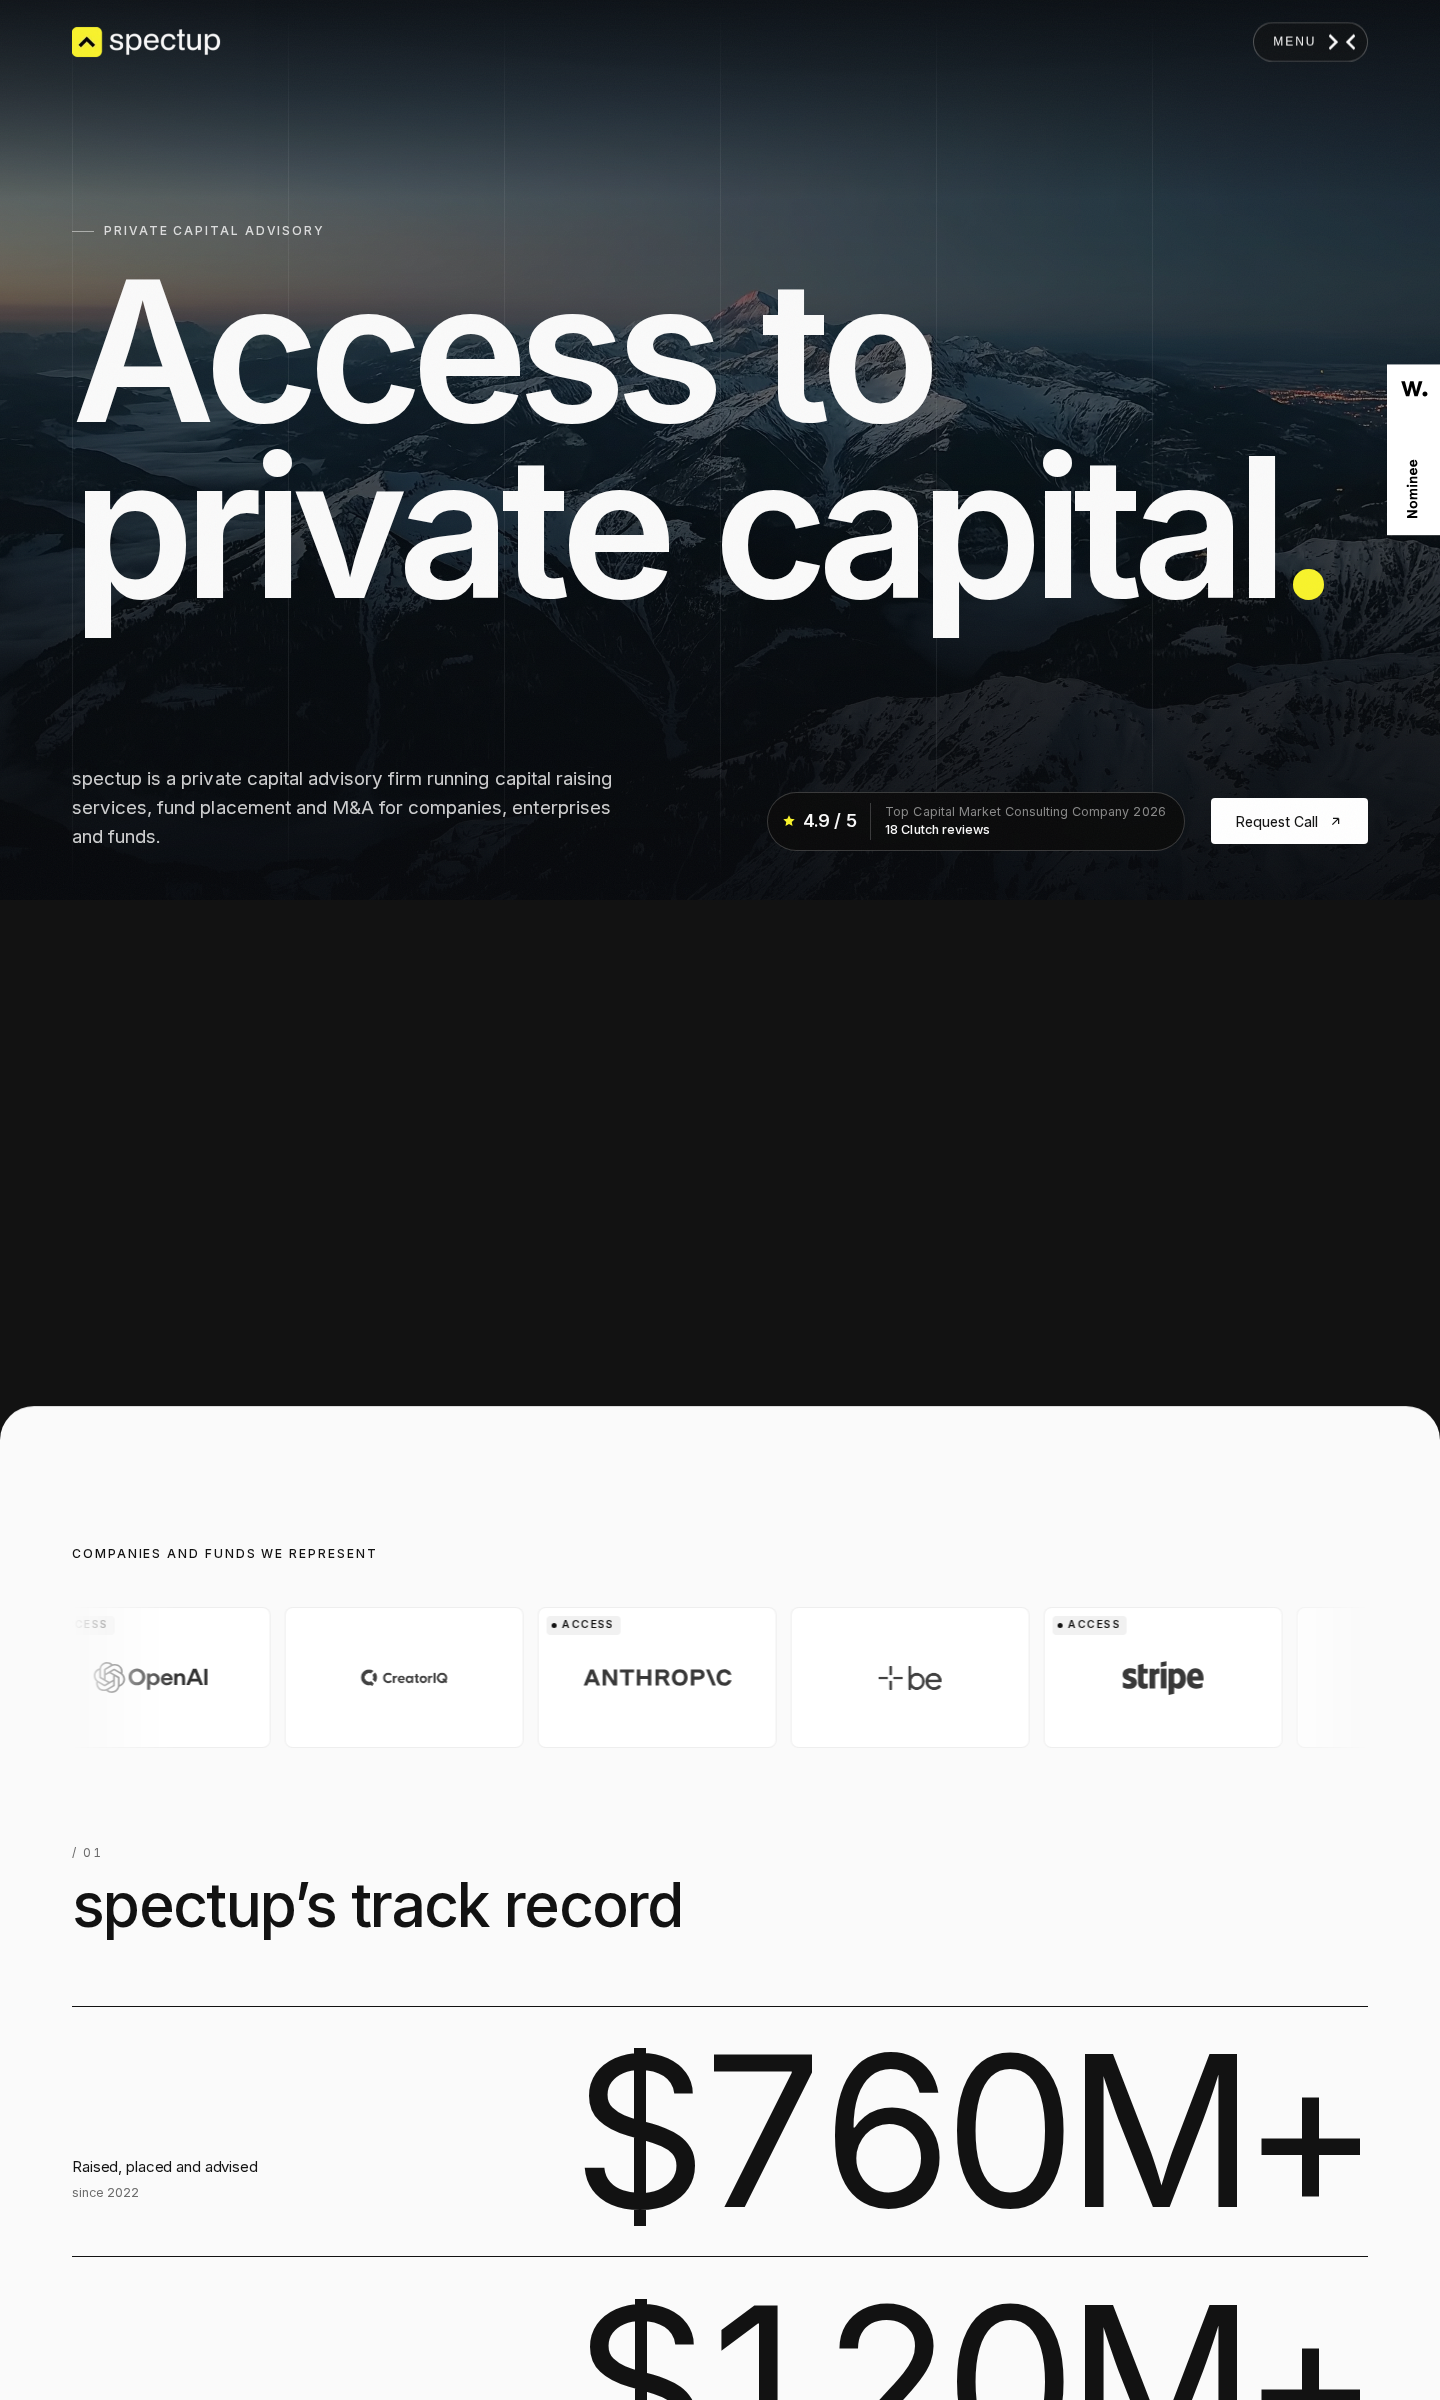 spectup
MENU
PRIVATE CAPITAL ADVISORY
Access to
private capital.
W.
Nominee
spectup is a private capital advisory firm running capital raising
services, fund placement and M&A for companies, enterprises
and funds.
4.9 / 5
Top Capital Market Consulting Company 2026
18 Clutch reviews
Request Call
COMPANIES AND FUNDS WE REPRESENT
CESS
OpenAI
CreatorIQ
ACCESS
ANTHROP\C
be
ACCESS
stripe
/ 01
spectup’s track record
Raised, placed and advised
since 2022
$760M+
$120M+